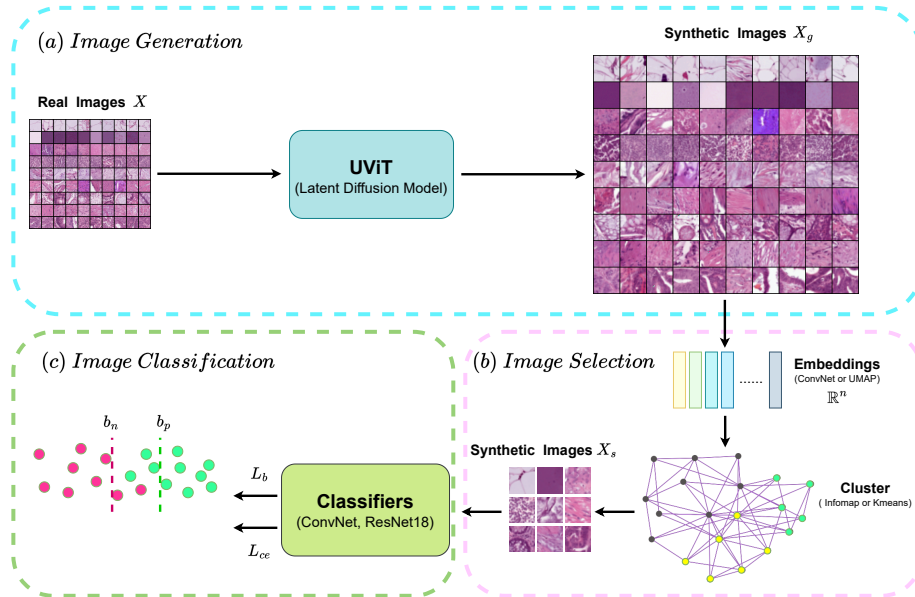 (a) Image Generation
Real Images X
UViT
(Latent Diffusion Model)
Synthetic Images X_g
(b) Image Selection
Embeddings
(ConvNet or UMAP)
ℝ^n
......
Cluster
( Infomap or Kmeans)
Synthetic Images X_s
(c) Image Classification
b_n
b_p
L_b
L_ce
Classifiers
(ConvNet, ResNet18)